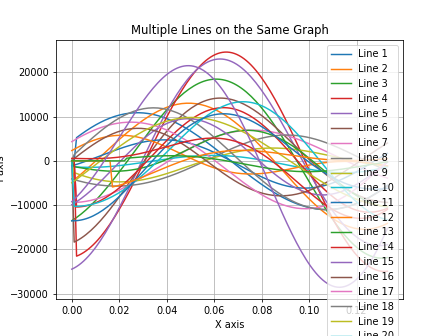 Multiple Lines on the Same Graph
20000
10000
0
−10000
−20000
−30000
0.00
0.02
0.04
0.06
0.08
0.10
X axis
Line 1
Line 2
Line 3
Line 4
Line 5
Line 6
Line 7
Line 8
Line 9
Line 10
Line 11
Line 12
Line 13
Line 14
Line 15
Line 16
Line 17
Line 18
Line 19
Line 20